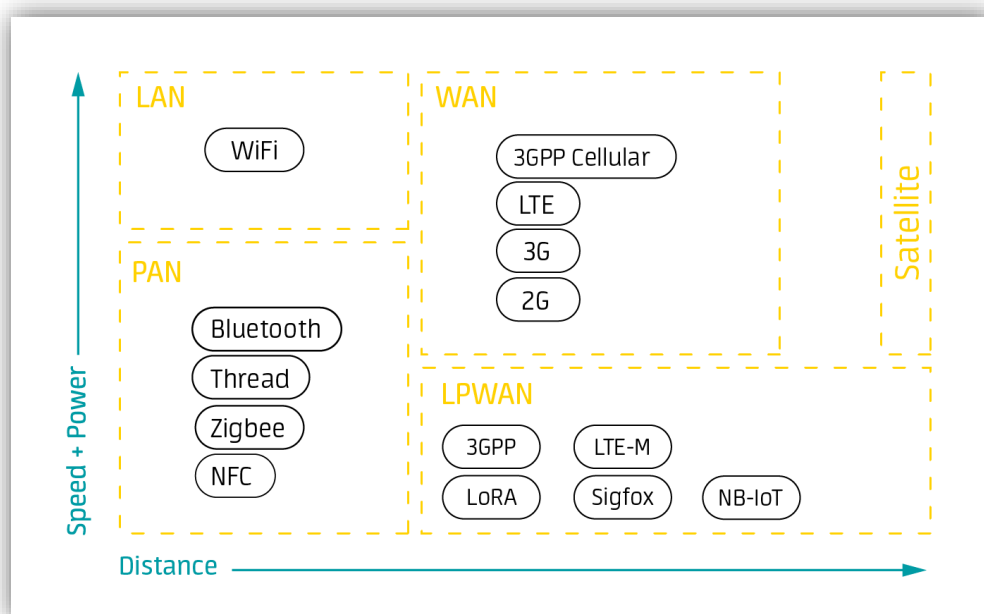 LAN
WiFi
PAN
Bluetooth
Thread
Zigbee
NFC
WAN
3GPP Cellular
LTE
3G
2G
Satellite
LPWAN
3GPP
LTE-M
LoRA
Sigfox
NB-IoT
Speed + Power
Distance